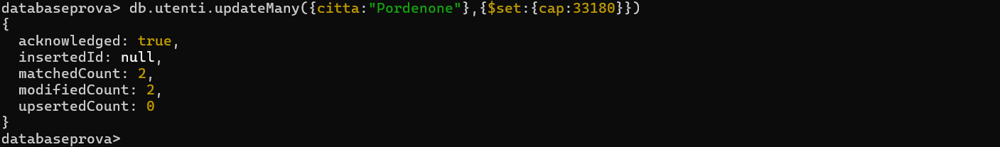 databaseprova> db.utenti.updateMany({citta:"Pordenone"},{$set:{cap:33180}})
{
  acknowledged: true,
  insertedId: null,
  matchedCount: 2,
  modifiedCount: 2,
  upsertedCount: 0
}
databaseprova>